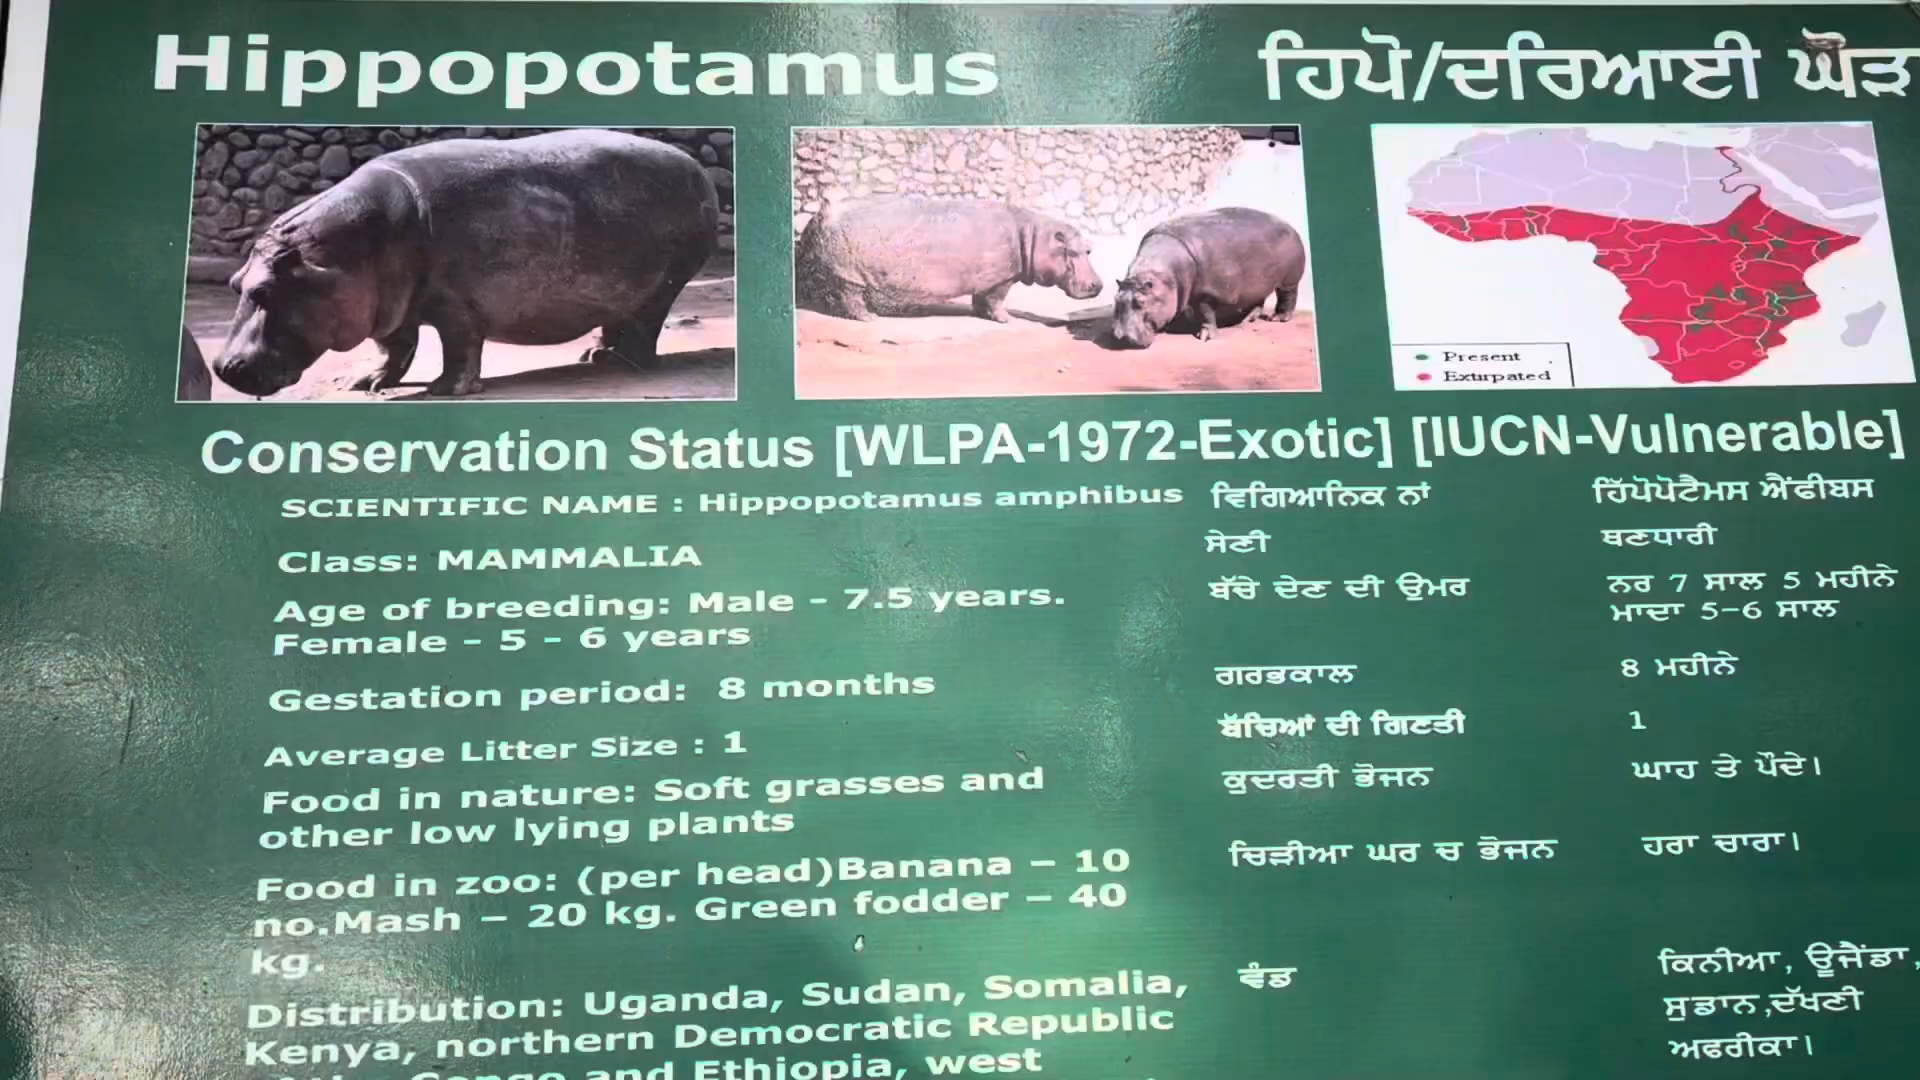 Hippopotamus
ਹਿਪੋ/ਦਰਿਆਈ
Present
Extirpated
Conservation Status [WLPA-1972-Exotic] [IUCN-Vulnerable]
SCIENTIFIC NAME : Hippopotamus amphibus ਵਿਗਿਆਨਿਕ ਨਾਂ ਹਿੱਪੋਪੋਟੈਮਸ ਐਂਫੀਬਸ
Class: MAMMALIA ਸੇਣੀ ਥਣਧਾਰੀ
Age of breeding: Male - 7.5 years. ਬੱਚੇ ਦੇਣ ਦੀ ਉਮਰ ਨਰ 7 ਸਾਲ 5 ਮਹੀਨੇ
Female - 5 - 6 years ਮਾਦਾ 5-6 ਸਾਲ
Gestation period: 8 months ਗਰਭਕਾਲ 8 ਮਹੀਨੇ
Average Litter Size : 1 ਬੱਚਿਆਂ ਦੀ ਗਿਣਤੀ 1
Food in nature: Soft grasses and ਕੁਦਰਤੀ ਭੋਜਨ ਘਾਹ ਤੇ ਪੌਦੇ।
other low lying plants
Food in zoo: (per head)Banana – 10 ਚਿੜੀਆ ਘਰ ਚ ਭੋਜਨ ਹਰਾ ਚਾਰਾ।
no.Mash – 20 kg. Green fodder – 40
kg.
Distribution: Uganda, Sudan, Somalia, ਵੰਡ ਕਿਨੀਆ, ਊਜੈਂਡਾ,
Kenya, northern Democratic Republic ਸੁਡਾਨ,ਦੱਖਣੀ
Congo and Ethiopia, west ਅਫਰੀਕਾ।